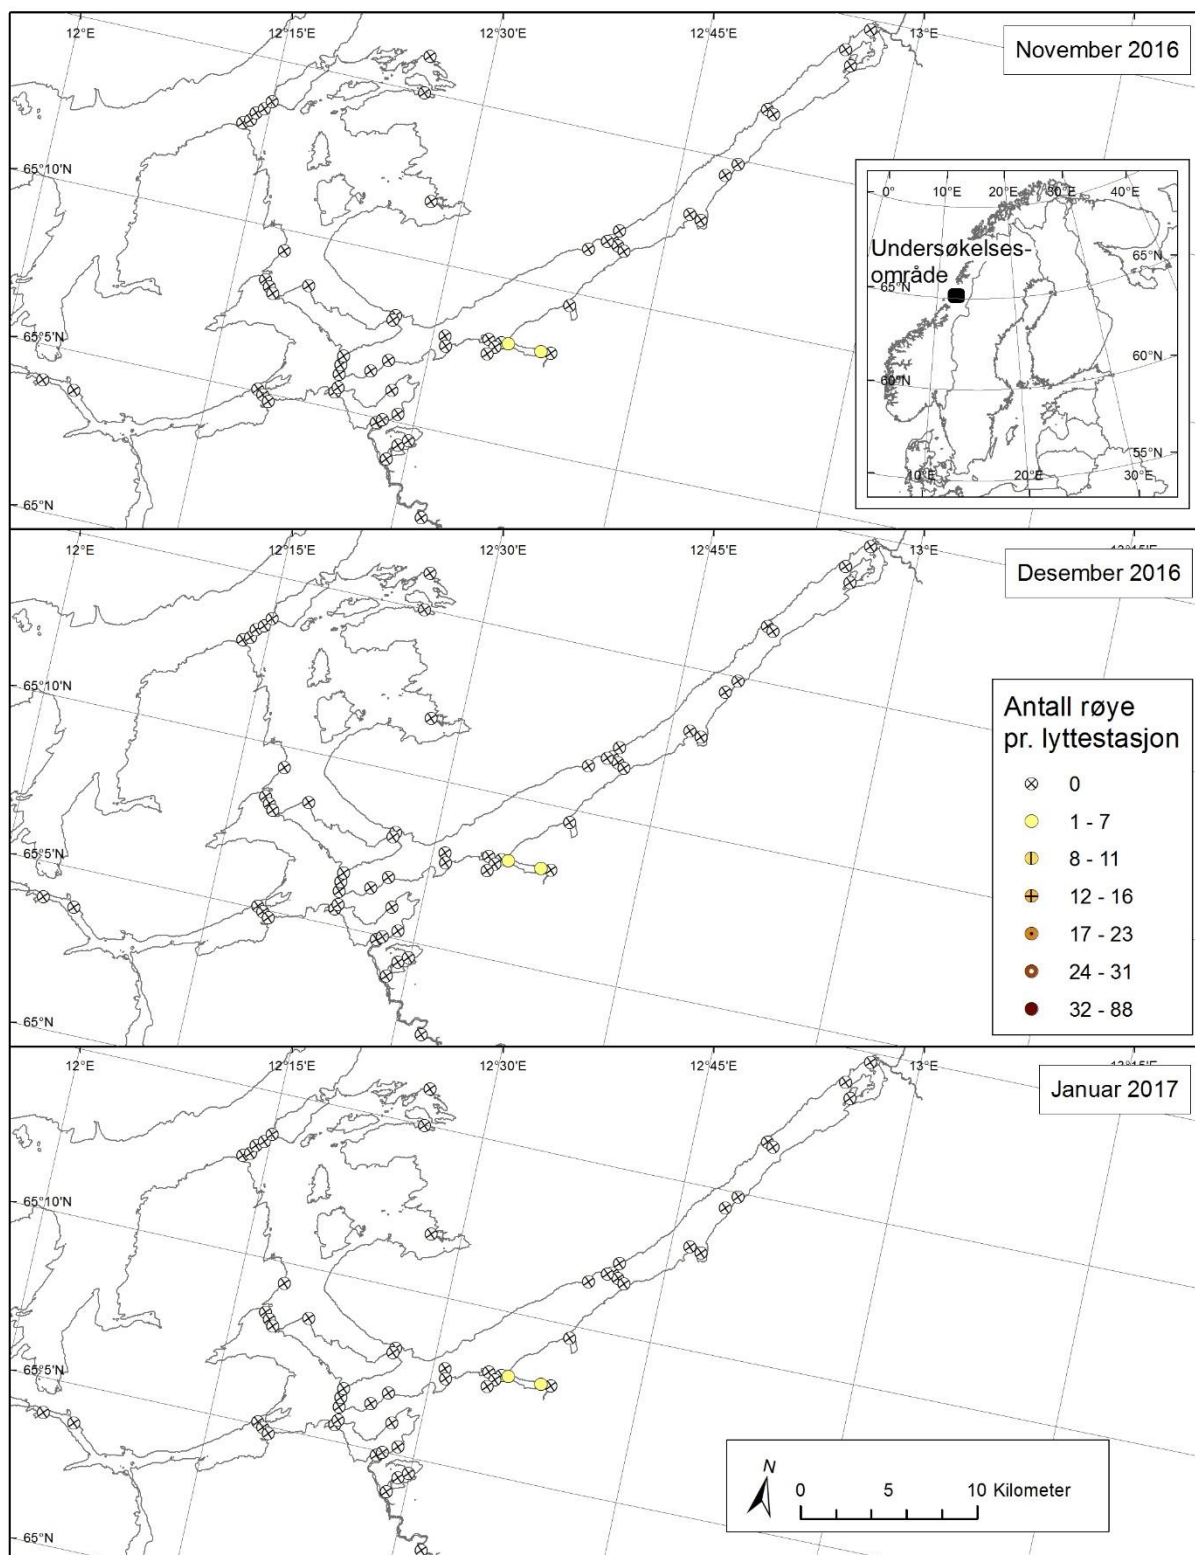 12°E
12°15'E
12°30'E
12°45'E
13°E
November 2016
65°10'N
65°5'N
65°N
0°
10°E
20°E
30°E
40°E
Undersøkelses-
område
65°N
65°N
60°N
60°N
55°N
10°E
20°E
30°E
12°E
12°15'E
12°30'E
12°45'E
13°E
Desember 2016
65°10'N
65°5'N
65°N
Antall røye
pr. lyttestasjon
0
1 - 7
8 - 11
12 - 16
17 - 23
24 - 31
32 - 88
12°E
12°15'E
12°30'E
12°45'E
13°E
Januar 2017
65°10'N
65°5'N
65°N
N
0
5
10 Kilometer